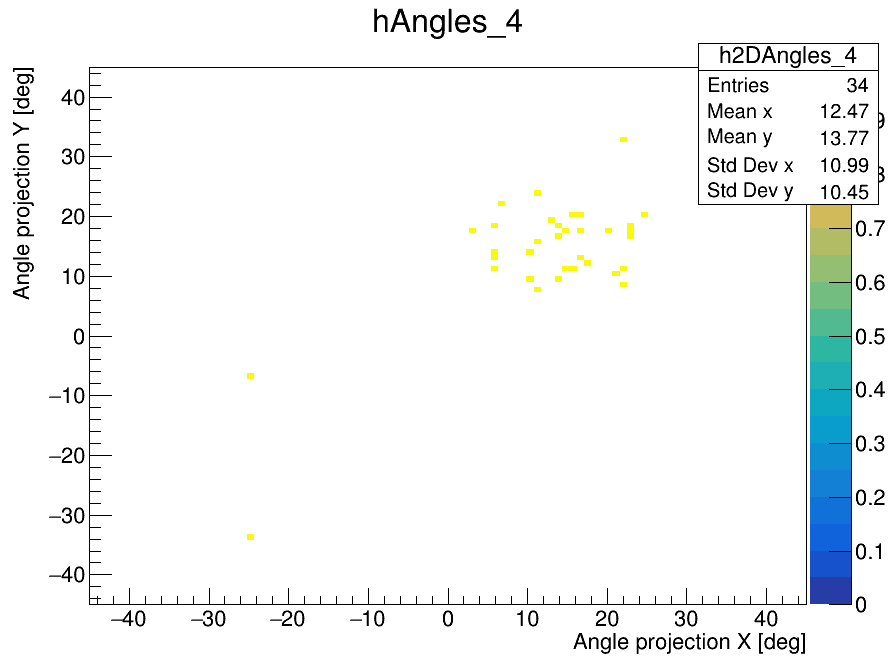 hAngles_4
h2DAngles_4
Entries 34
Mean x 12.47
Mean y 13.77
Std Dev x 10.99
Std Dev y 10.45
Angle projection Y [deg]
40
30
20
10
0
−10
−20
−30
−40
−40 −30 −20 −10 0 10 20 30 40
Angle projection X [deg]
0.7
0.6
0.5
0.4
0.3
0.2
0.1
0